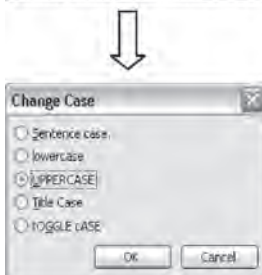 Change Case
Sentence case.
lowercase
UPPERCASE
Title Case
tOGGLE cASE
OK Cancel